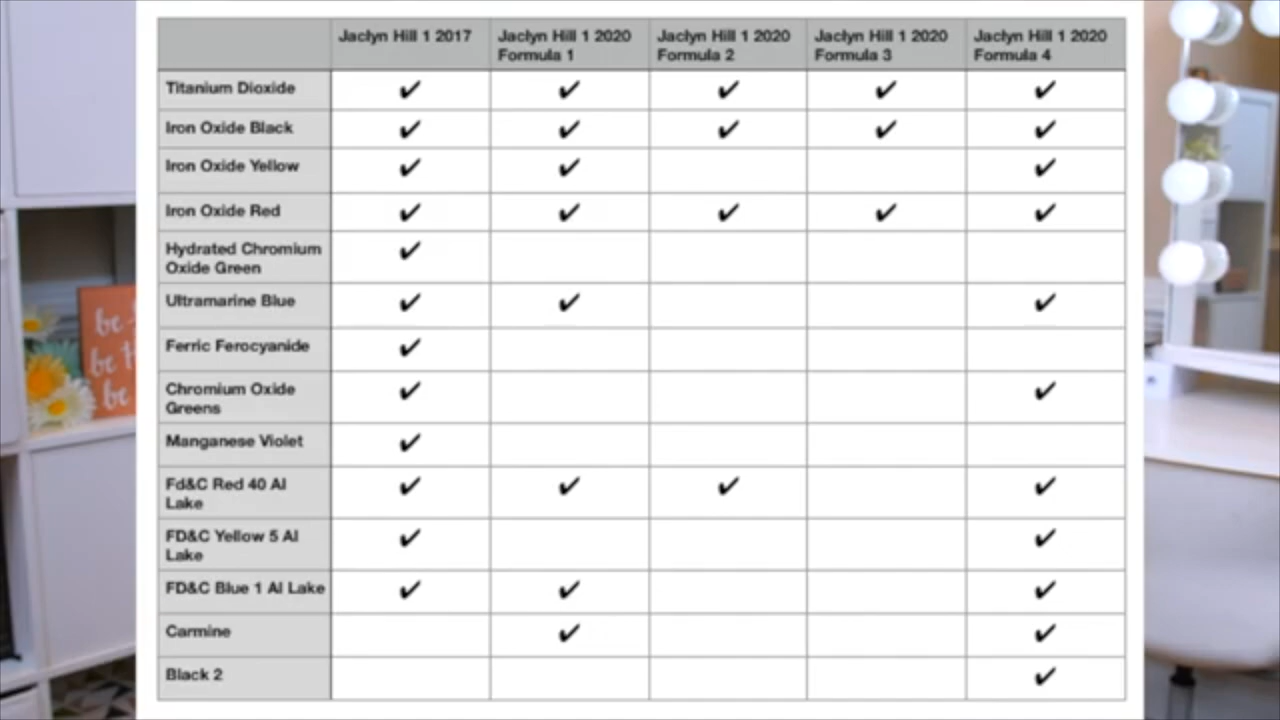 Jaclyn Hill 1 2017
Jaclyn Hill 1 2020
Formula 1
Jaclyn Hill 1 2020
Formula 2
Jaclyn Hill 1 2020
Formula 3
Jaclyn Hill 1 2020
Formula 4
Titanium Dioxide ✔ ✔ ✔ ✔ ✔
Iron Oxide Black ✔ ✔ ✔ ✔ ✔
Iron Oxide Yellow ✔ ✔ ✔
Iron Oxide Red ✔ ✔ ✔ ✔ ✔
Hydrated Chromium
Oxide Green ✔
Ultramarine Blue ✔ ✔ ✔
Ferric Ferocyanide ✔
Chromium Oxide
Greens ✔ ✔
Manganese Violet ✔
Fd&C Red 40 Al
Lake ✔ ✔ ✔ ✔
FD&C Yellow 5 Al
Lake ✔ ✔
FD&C Blue 1 Al Lake ✔ ✔ ✔
Carmine ✔ ✔
Black 2 ✔
be
be
be